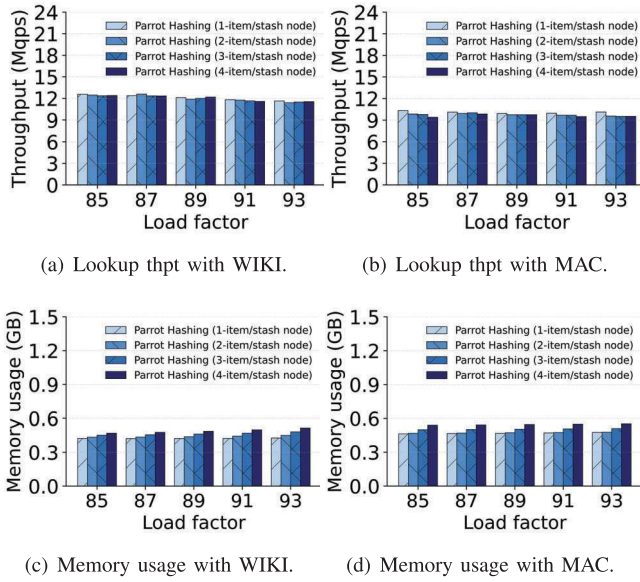 Throughput (Mqps)
24
21
18
15
12
9
6
3
0
Parrot Hashing (1-item/stash node)
Parrot Hashing (2-item/stash node)
Parrot Hashing (3-item/stash node)
Parrot Hashing (4-item/stash node)
85 87 89 91 93
Load factor
(a) Lookup thpt with WIKI.
Throughput (Mqps)
24
21
18
15
12
9
6
3
0
Parrot Hashing (1-item/stash node)
Parrot Hashing (2-item/stash node)
Parrot Hashing (3-item/stash node)
Parrot Hashing (4-item/stash node)
85 87 89 91 93
Load factor
(b) Lookup thpt with MAC.
Memory usage (GB)
1.5
1.2
0.9
0.6
0.3
0.0
Parrot Hashing (1-item/stash node)
Parrot Hashing (2-item/stash node)
Parrot Hashing (3-item/stash node)
Parrot Hashing (4-item/stash node)
85 87 89 91 93
Load factor
(c) Memory usage with WIKI.
Memory usage (GB)
1.5
1.2
0.9
0.6
0.3
0.0
Parrot Hashing (1-item/stash node)
Parrot Hashing (2-item/stash node)
Parrot Hashing (3-item/stash node)
Parrot Hashing (4-item/stash node)
85 87 89 91 93
Load factor
(d) Memory usage with MAC.